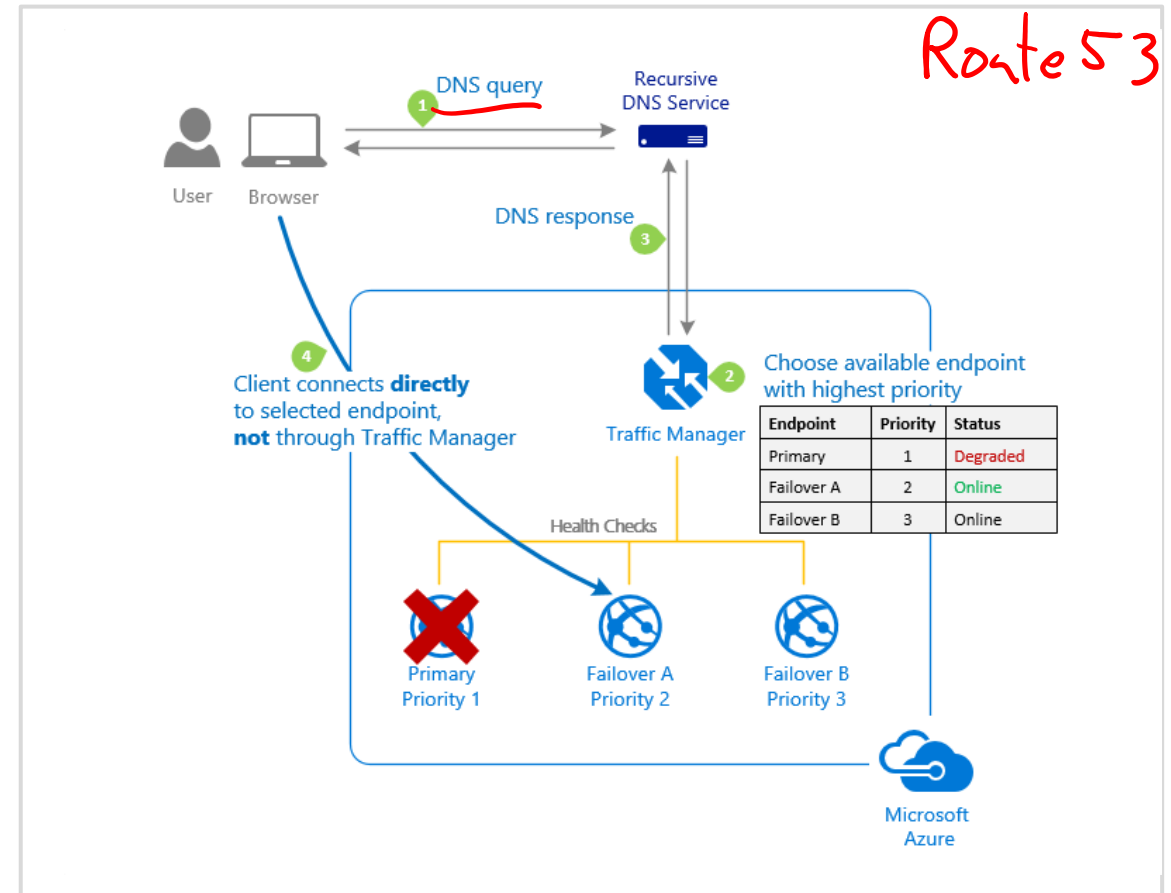 Route 53
DNS query
1
Recursive
DNS Service
User
Browser
DNS response
3
4
Client connects directly
to selected endpoint,
not through Traffic Manager
2
Traffic Manager
Choose available endpoint
with highest priority
Endpoint Priority Status
Primary 1 Degraded
Failover A 2 Online
Failover B 3 Online
Health Checks
Primary
Priority 1
Failover A
Priority 2
Failover B
Priority 3
Microsoft
Azure